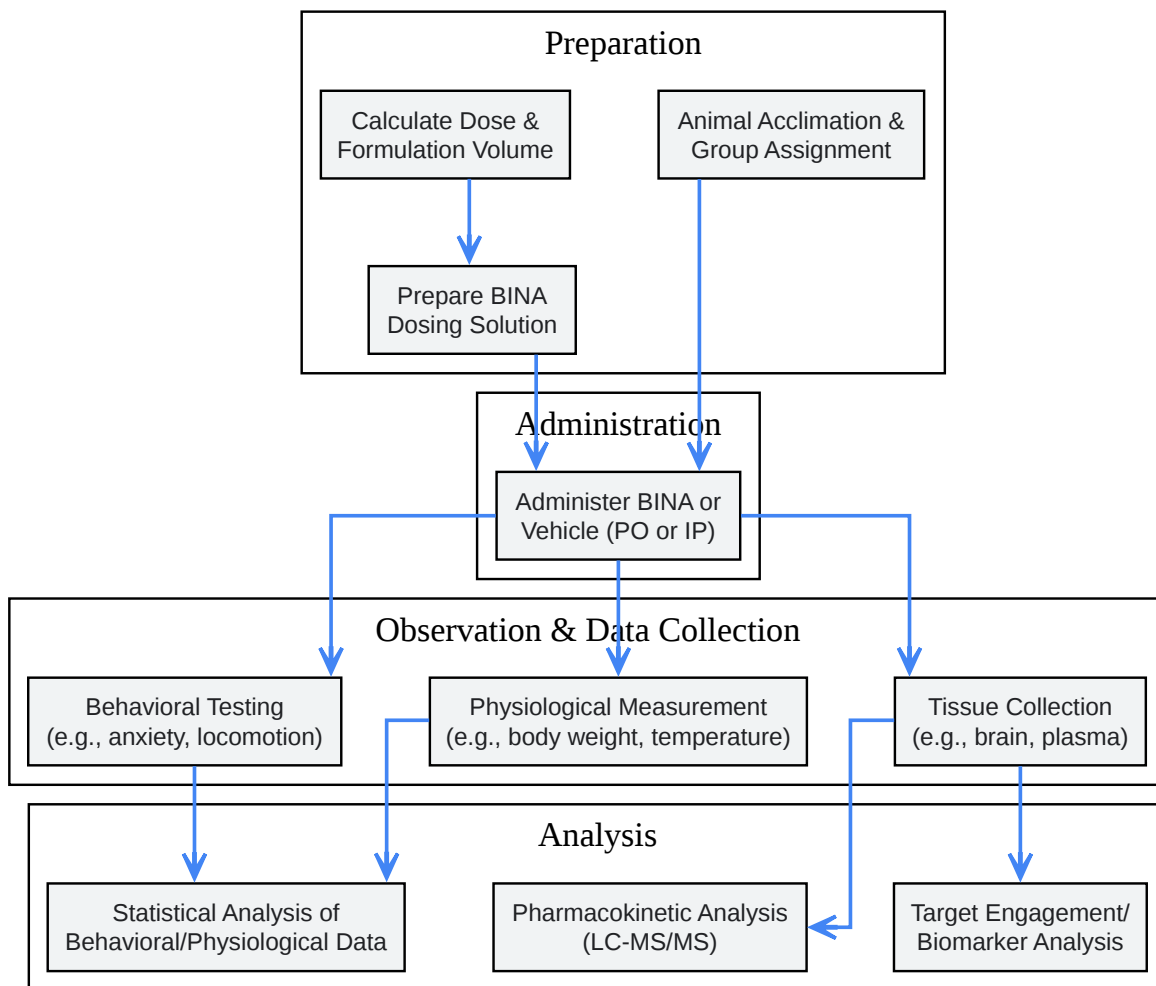 Preparation
Calculate Dose &
Formulation Volume
Animal Acclimation &
Group Assignment
Prepare BINA
Dosing Solution
Administration
Administer BINA or
Vehicle (PO or IP)
Observation & Data Collection
Behavioral Testing
(e.g., anxiety, locomotion)
Physiological Measurement
(e.g., body weight, temperature)
Tissue Collection
(e.g., brain, plasma)
Analysis
Statistical Analysis of
Behavioral/Physiological Data
Pharmacokinetic Analysis
(LC-MS/MS)
Target Engagement/
Biomarker Analysis